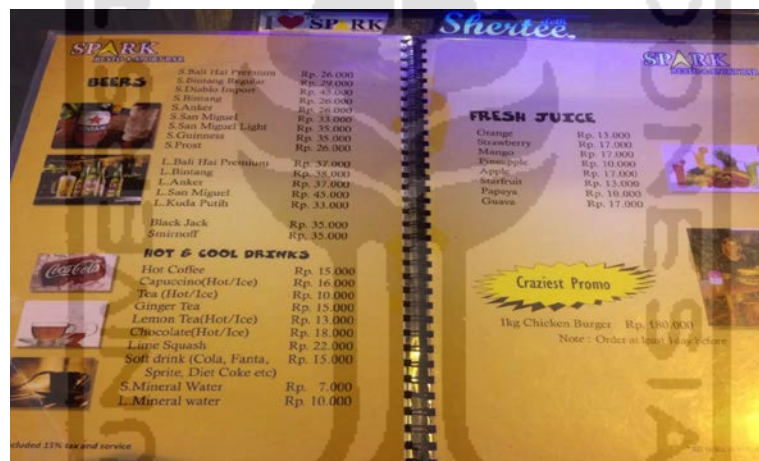 I SPARK
Shertee.
SPARK
RESTO & SPORTBAR
BEERS
S.Bali Hai Premium Rp. 26.000
S.Bintang Regular Rp. 29.000
S.Diablo Import Rp. 45.000
S.Bintang Rp. 26.000
S.Anker Rp. 26.000
S.San Miguel Rp. 33.000
S.San Miguel Light Rp. 35.000
S.Guinness Rp. 35.000
S.Prost Rp. 26.000
L.Bali Hai Premium Rp. 37.000
L.Bintang Rp. 38.000
L.Anker Rp. 37.000
L.San Miguel Rp. 45.000
L.Kuda Putih Rp. 33.000
Black Jack Rp. 35.000
Smirnoff Rp. 35.000
HOT & COOL DRINKS
Coca-Cola
Hot Coffee Rp. 15.000
Capuccino(Hot/Ice) Rp. 16.000
Tea (Hot/Ice) Rp. 10.000
Ginger Tea Rp. 15.000
Lemon Tea(Hot/Ice) Rp. 13.000
Chocolate(Hot/Ice) Rp. 18.000
Lime Squash Rp. 22.000
Soft drink (Cola, Fanta, Rp. 15.000
Sprite, Diet Coke etc)
S.Mineral Water Rp. 7.000
L.Mineral water Rp. 10.000
cluded 15% tax and service
SPARK
FRESH JUICE
Orange Rp. 13.000
Strawberry Rp. 17.000
Mango Rp. 17.000
Pineapple Rp. 10.000
Apple Rp. 17.000
Starfruit Rp. 13.000
Papaya Rp. 10.000
Guava Rp. 17.000
Craziest Promo
1kg Chicken Burger Rp. 180.000
Note : Order at least 1day before